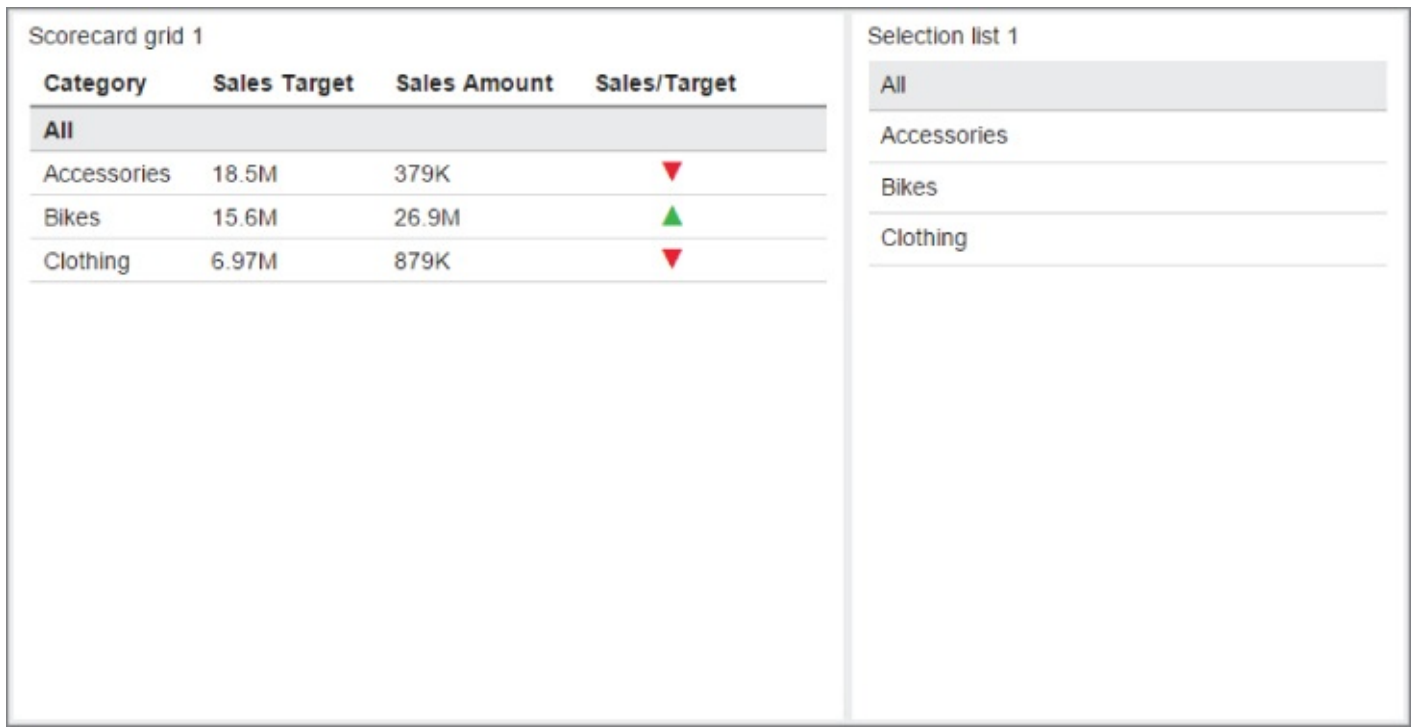 Scorecard grid 1
Category Sales Target Sales Amount Sales/Target
All
Accessories 18.5M 379K ▼
Bikes 15.6M 26.9M ▲
Clothing 6.97M 879K ▼
Selection list 1
All
Accessories
Bikes
Clothing